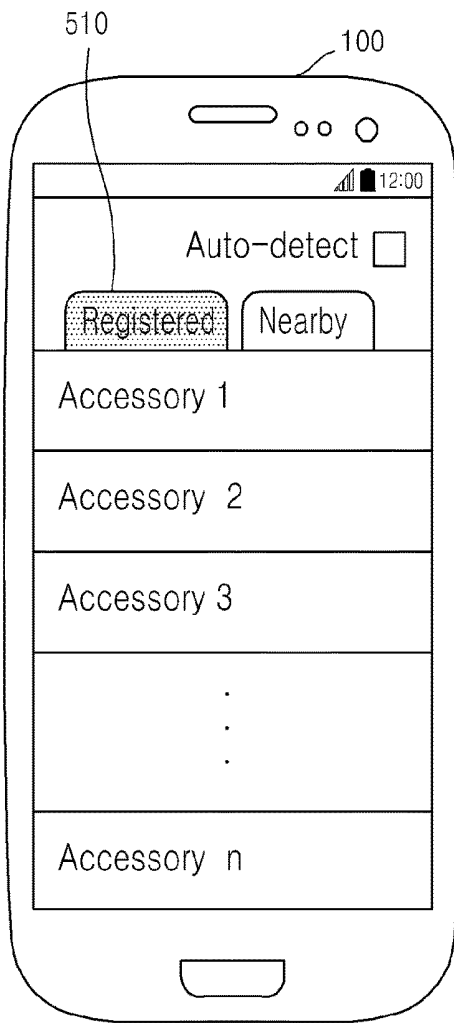 510
100
12:00
Auto-detect
Registered Nearby
Accessory 1
Accessory 2
Accessory 3
Accessory n